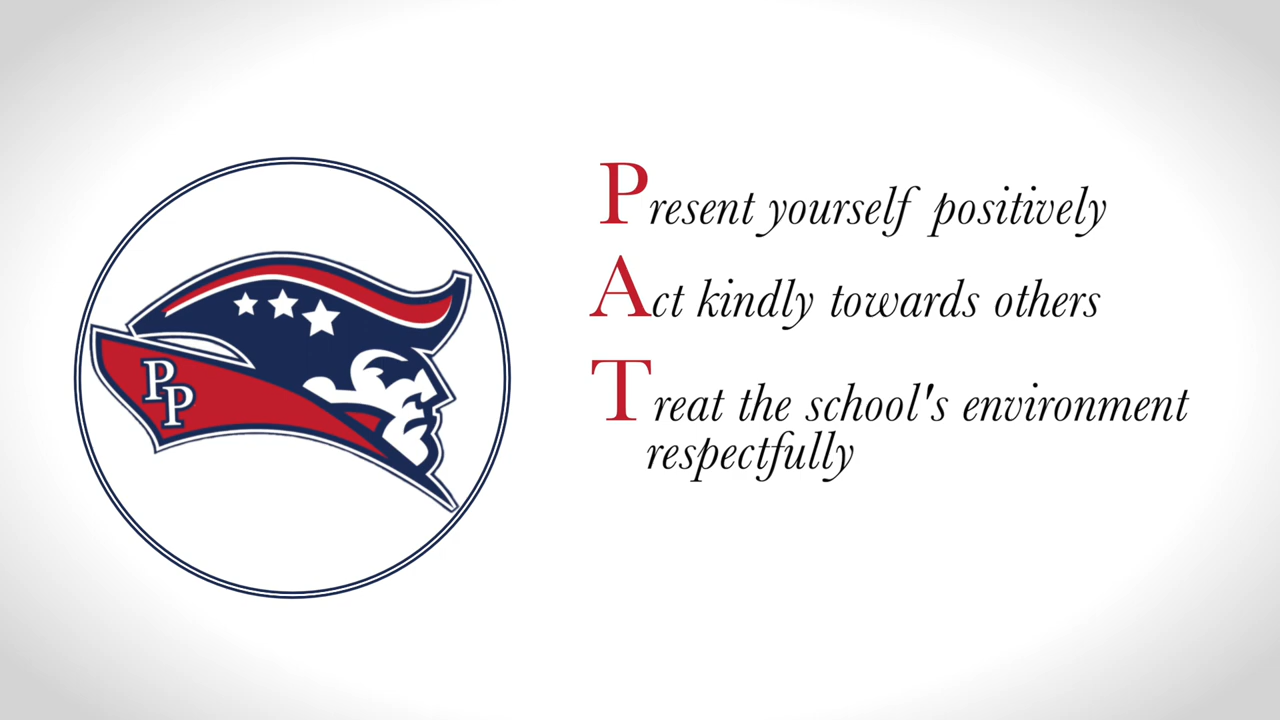 PP
Present yourself positively
Act kindly towards others
Treat the school's environment
respectfully